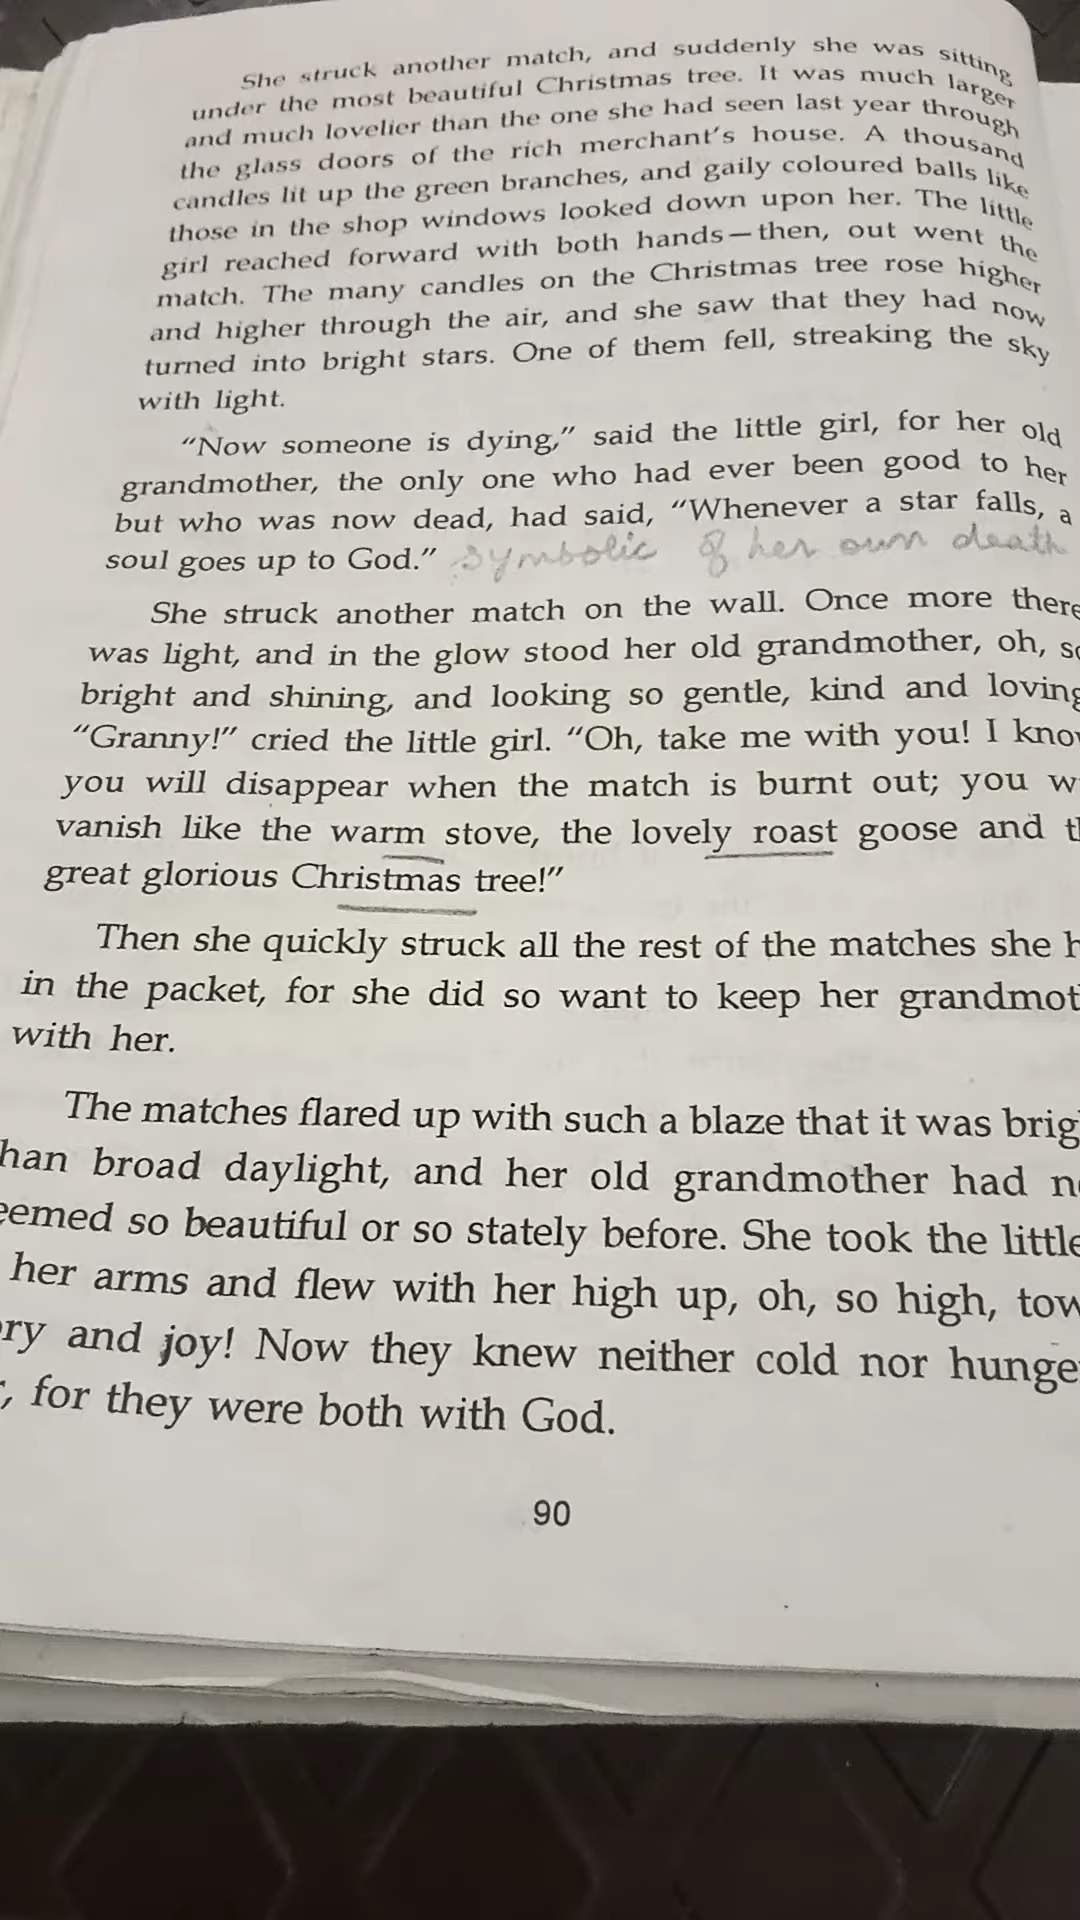 She struck another match, and suddenly she was sitting
under the most beautiful Christmas tree. It was much larger
and much lovelier than the one she had seen last year through
the glass doors of the rich merchant's house. A thousand
candles lit up the green branches, and gaily coloured balls like
those in the shop windows looked down upon her. The little
girl reached forward with both hands—then, out went the
match. The many candles on the Christmas tree rose higher
and higher through the air, and she saw that they had now
turned into bright stars. One of them fell, streaking the sky
with light.
“Now someone is dying,” said the little girl, for her old
grandmother, the only one who had ever been good to her
but who was now dead, had said, “Whenever a star falls, a
soul goes up to God.” symbolic of her own death
She struck another match on the wall. Once more there
was light, and in the glow stood her old grandmother, oh,
bright and shining, and looking so gentle, kind and loving
“Granny!” cried the little girl. “Oh, take me with you! I
you will disappear when the match is burnt out; you
vanish like the warm stove, the lovely roast goose and
great glorious Christmas tree!”
Then she quickly struck all the rest of the matches she
in the packet, for she did so want to keep her
with her.
The matches flared up with such a blaze that it was
broad daylight, and her old grandmother had
so beautiful or so stately before. She took the little
her arms and flew with her high up, oh, so high,
and joy! Now they knew neither cold nor
, for they were both with God.
90